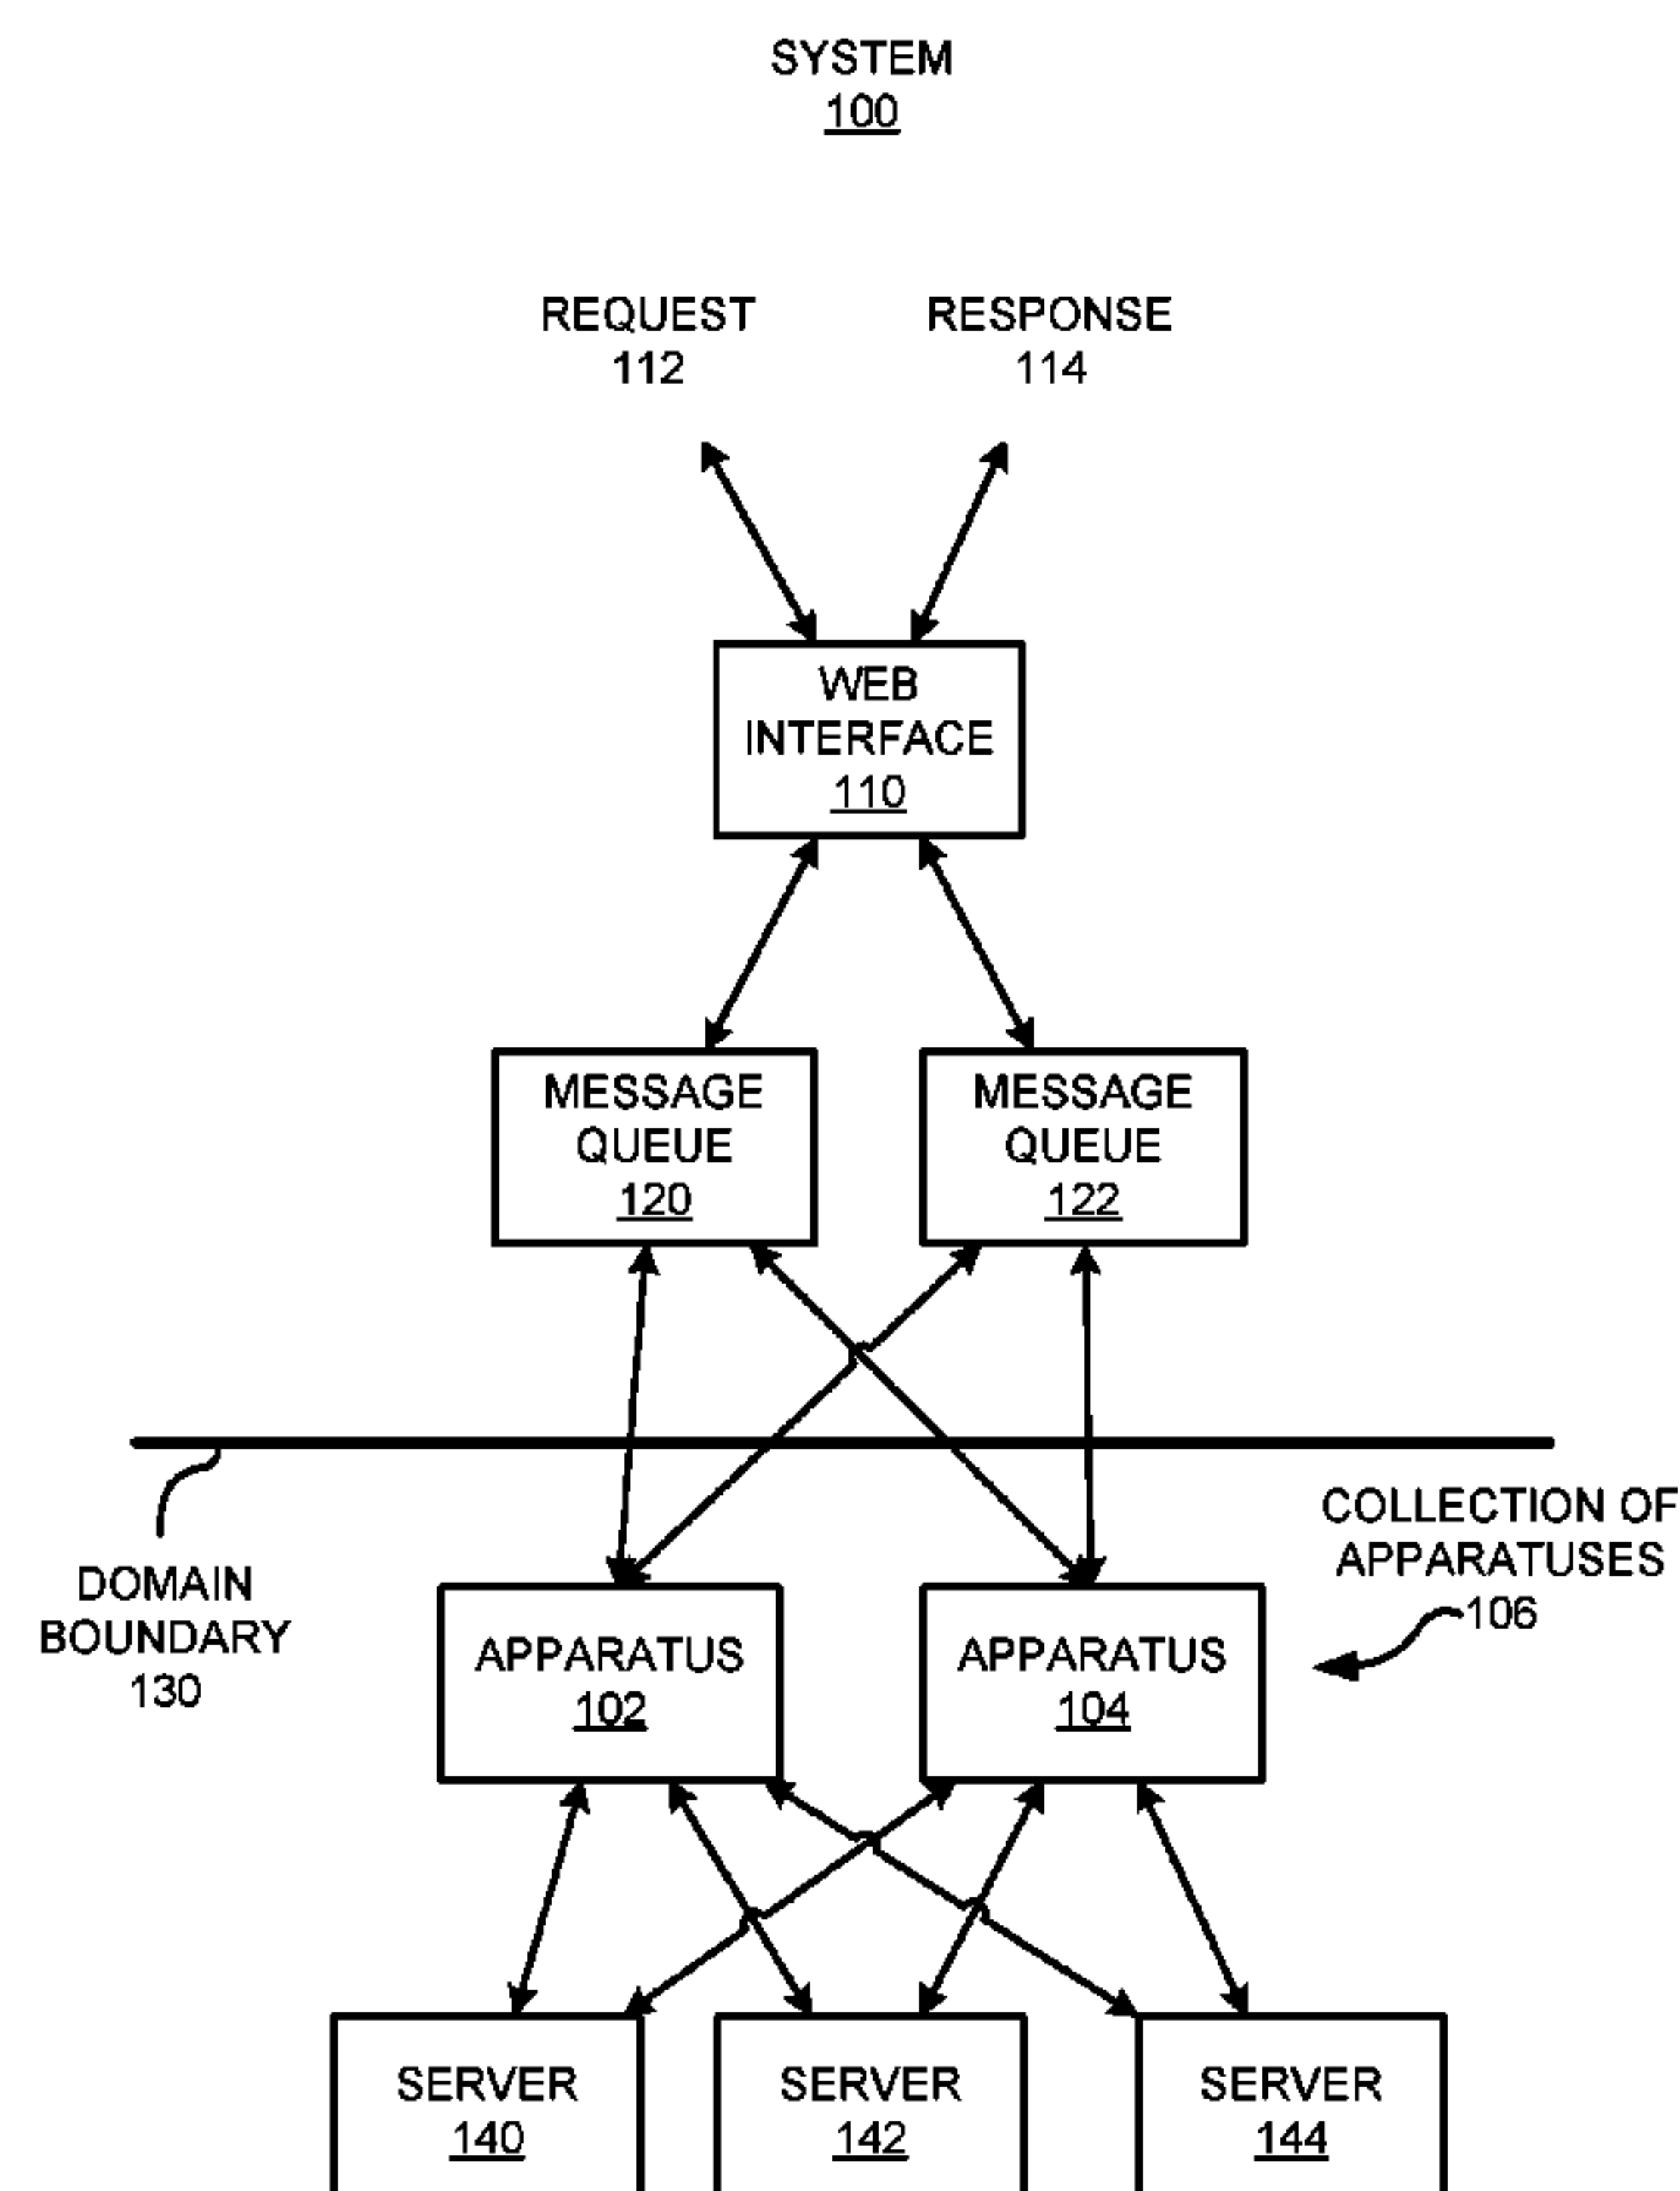 SYSTEM
100
REQUEST
112
RESPONSE
114
WEB
INTERFACE
110
MESSAGE
QUEUE
120
MESSAGE
QUEUE
122
DOMAIN
BOUNDARY
130
COLLECTION OF
APPARATUSES
106
APPARATUS
102
APPARATUS
104
SERVER
140
SERVER
142
SERVER
144